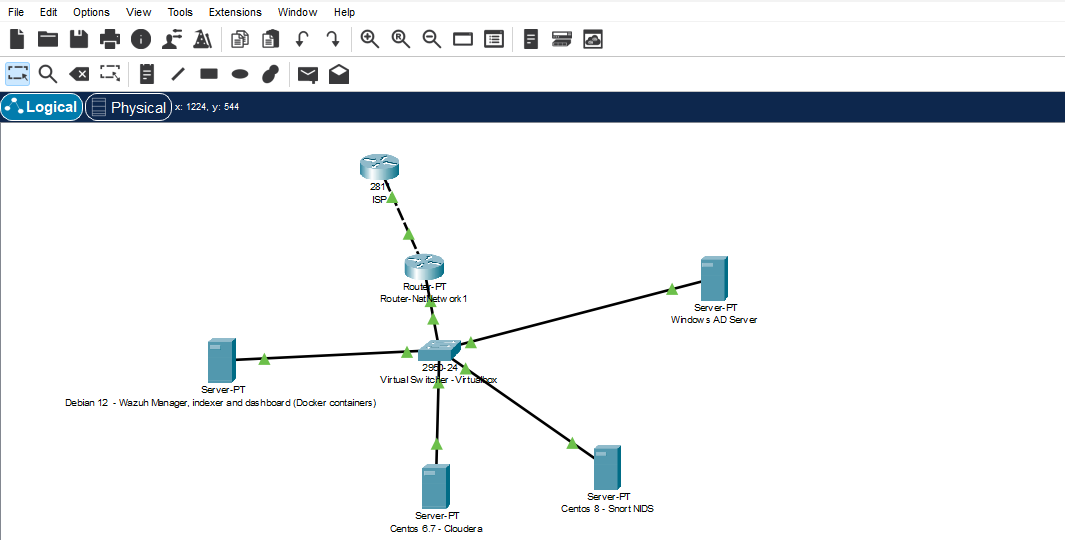 File Edit Options View Tools Extensions Window Help
Logical Physical x: 1224, y: 544
281
ISP
Router-PT
Router-NatNetwork1
Server-PT
Windows AD Server
2950-24
Virtual Switcher - Virtualbox
Server-PT
Debian 12 - Wazuh Manager, indexer and dashboard (Docker containers)
Server-PT
Centos 8 - Snort NIDS
Server-PT
Centos 6.7 - Cloudera